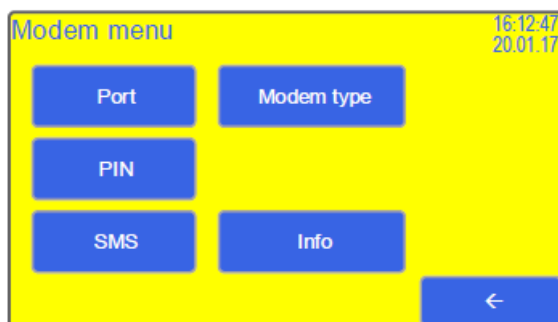 Modem menu
16:12:47
20.01.17
Port
Modem type
PIN
SMS
Info
←